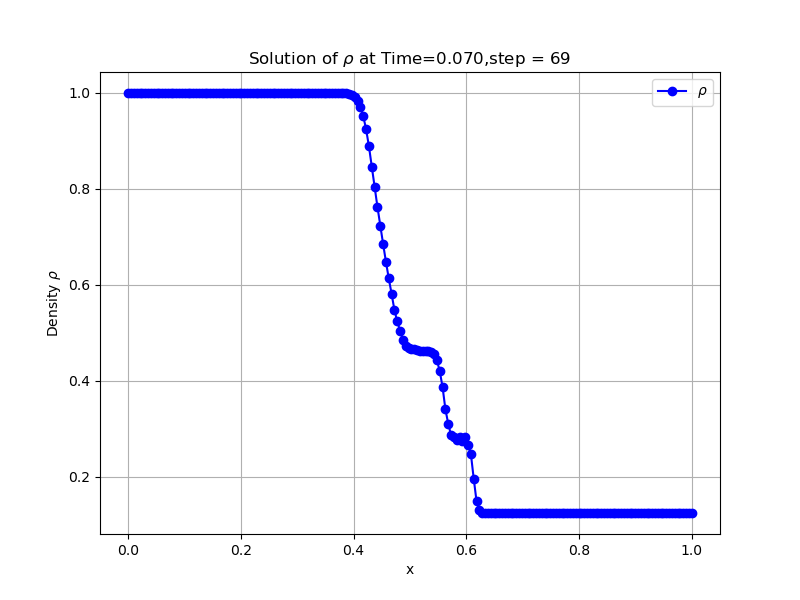 Solution of ρ at Time=0.070,step = 69
ρ
1.0
0.8
0.6
0.4
0.2
Density ρ
0.0
0.2
0.4
0.6
0.8
1.0
x